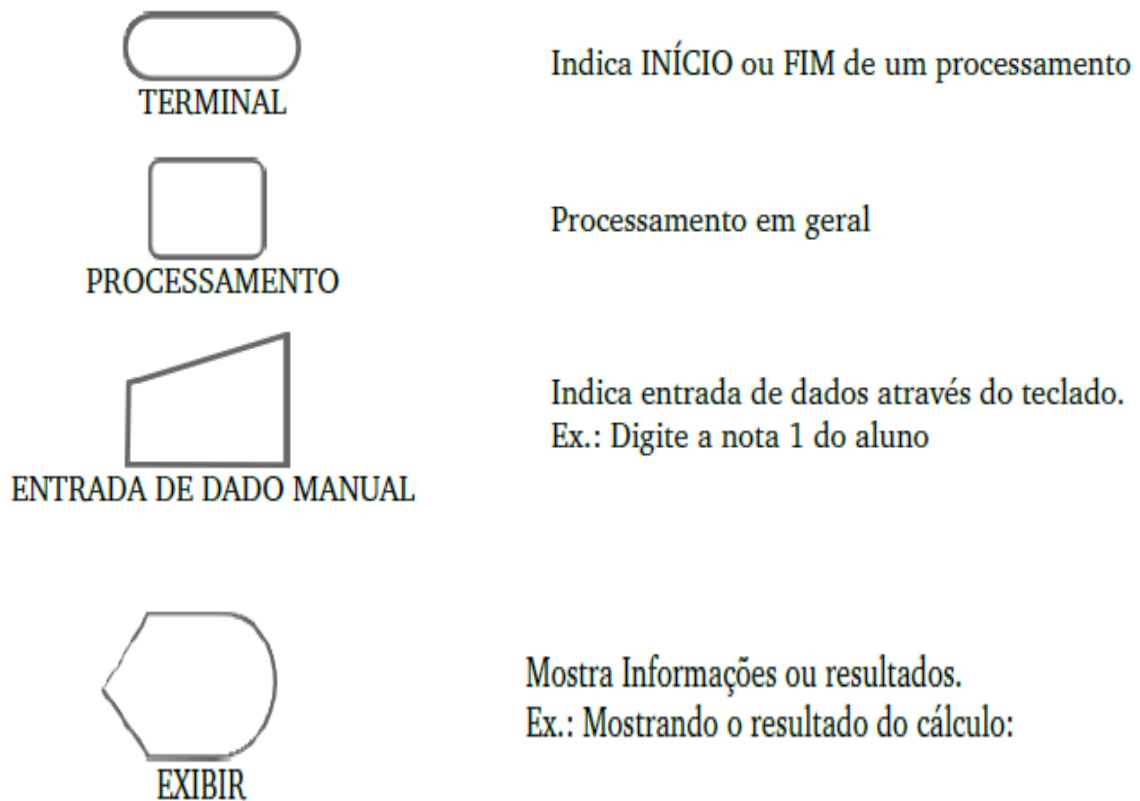 TERMINAL
Indica INÍCIO ou FIM de um processamento
PROCESSAMENTO
Processamento em geral
ENTRADA DE DADO MANUAL
Indica entrada de dados através do teclado.
Ex.: Digite a nota 1 do aluno
EXIBIR
Mostra Informações ou resultados.
Ex.: Mostrando o resultado do cálculo: